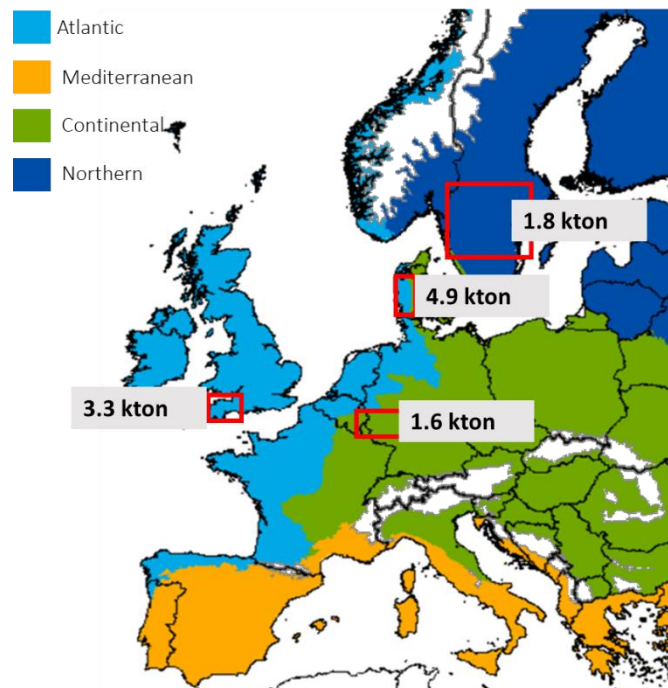 Atlantic
Mediterranean
Continental
Northern
1.8 kton
4.9 kton
3.3 kton
1.6 kton